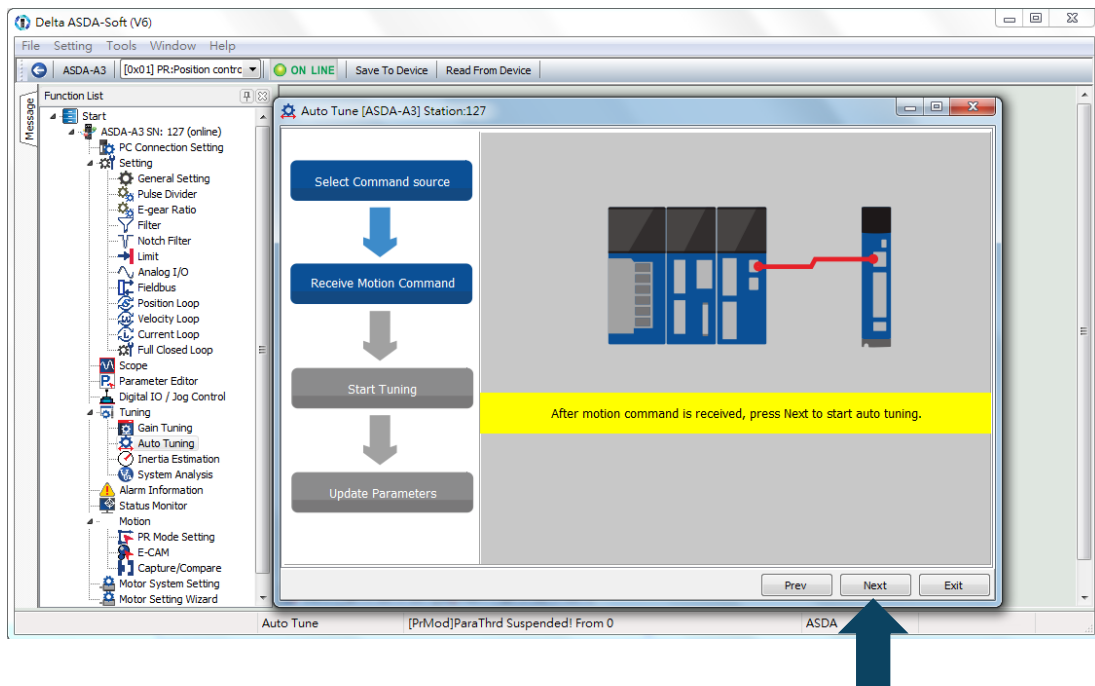 Delta ASDA-Soft (V6)
File Setting Tools Window Help
ASDA-A3 [0x01] PR:Position contrc ON LINE Save To Device Read From Device
Message
Function List
Start
ASDA-A3 SN: 127 (online)
PC Connection Setting
Setting
General Setting
Pulse Divider
E-gear Ratio
Filter
Notch Filter
Limit
Analog I/O
Fieldbus
Position Loop
Velocity Loop
Current Loop
Full Closed Loop
Scope
Parameter Editor
Digital IO / Jog Control
Tuning
Gain Tuning
Auto Tuning
Inertia Estimation
System Analysis
Alarm Information
Status Monitor
Motion
PR Mode Setting
E-CAM
Capture/Compare
Motor System Setting
Motor Setting Wizard
Auto Tune [ASDA-A3] Station:127
Select Command source
Receive Motion Command
Start Tuning
Update Parameters
After motion command is received, press Next to start auto tuning.
Prev Next Exit
Auto Tune [PrMod]ParaThrd Suspended! From 0 ASDA